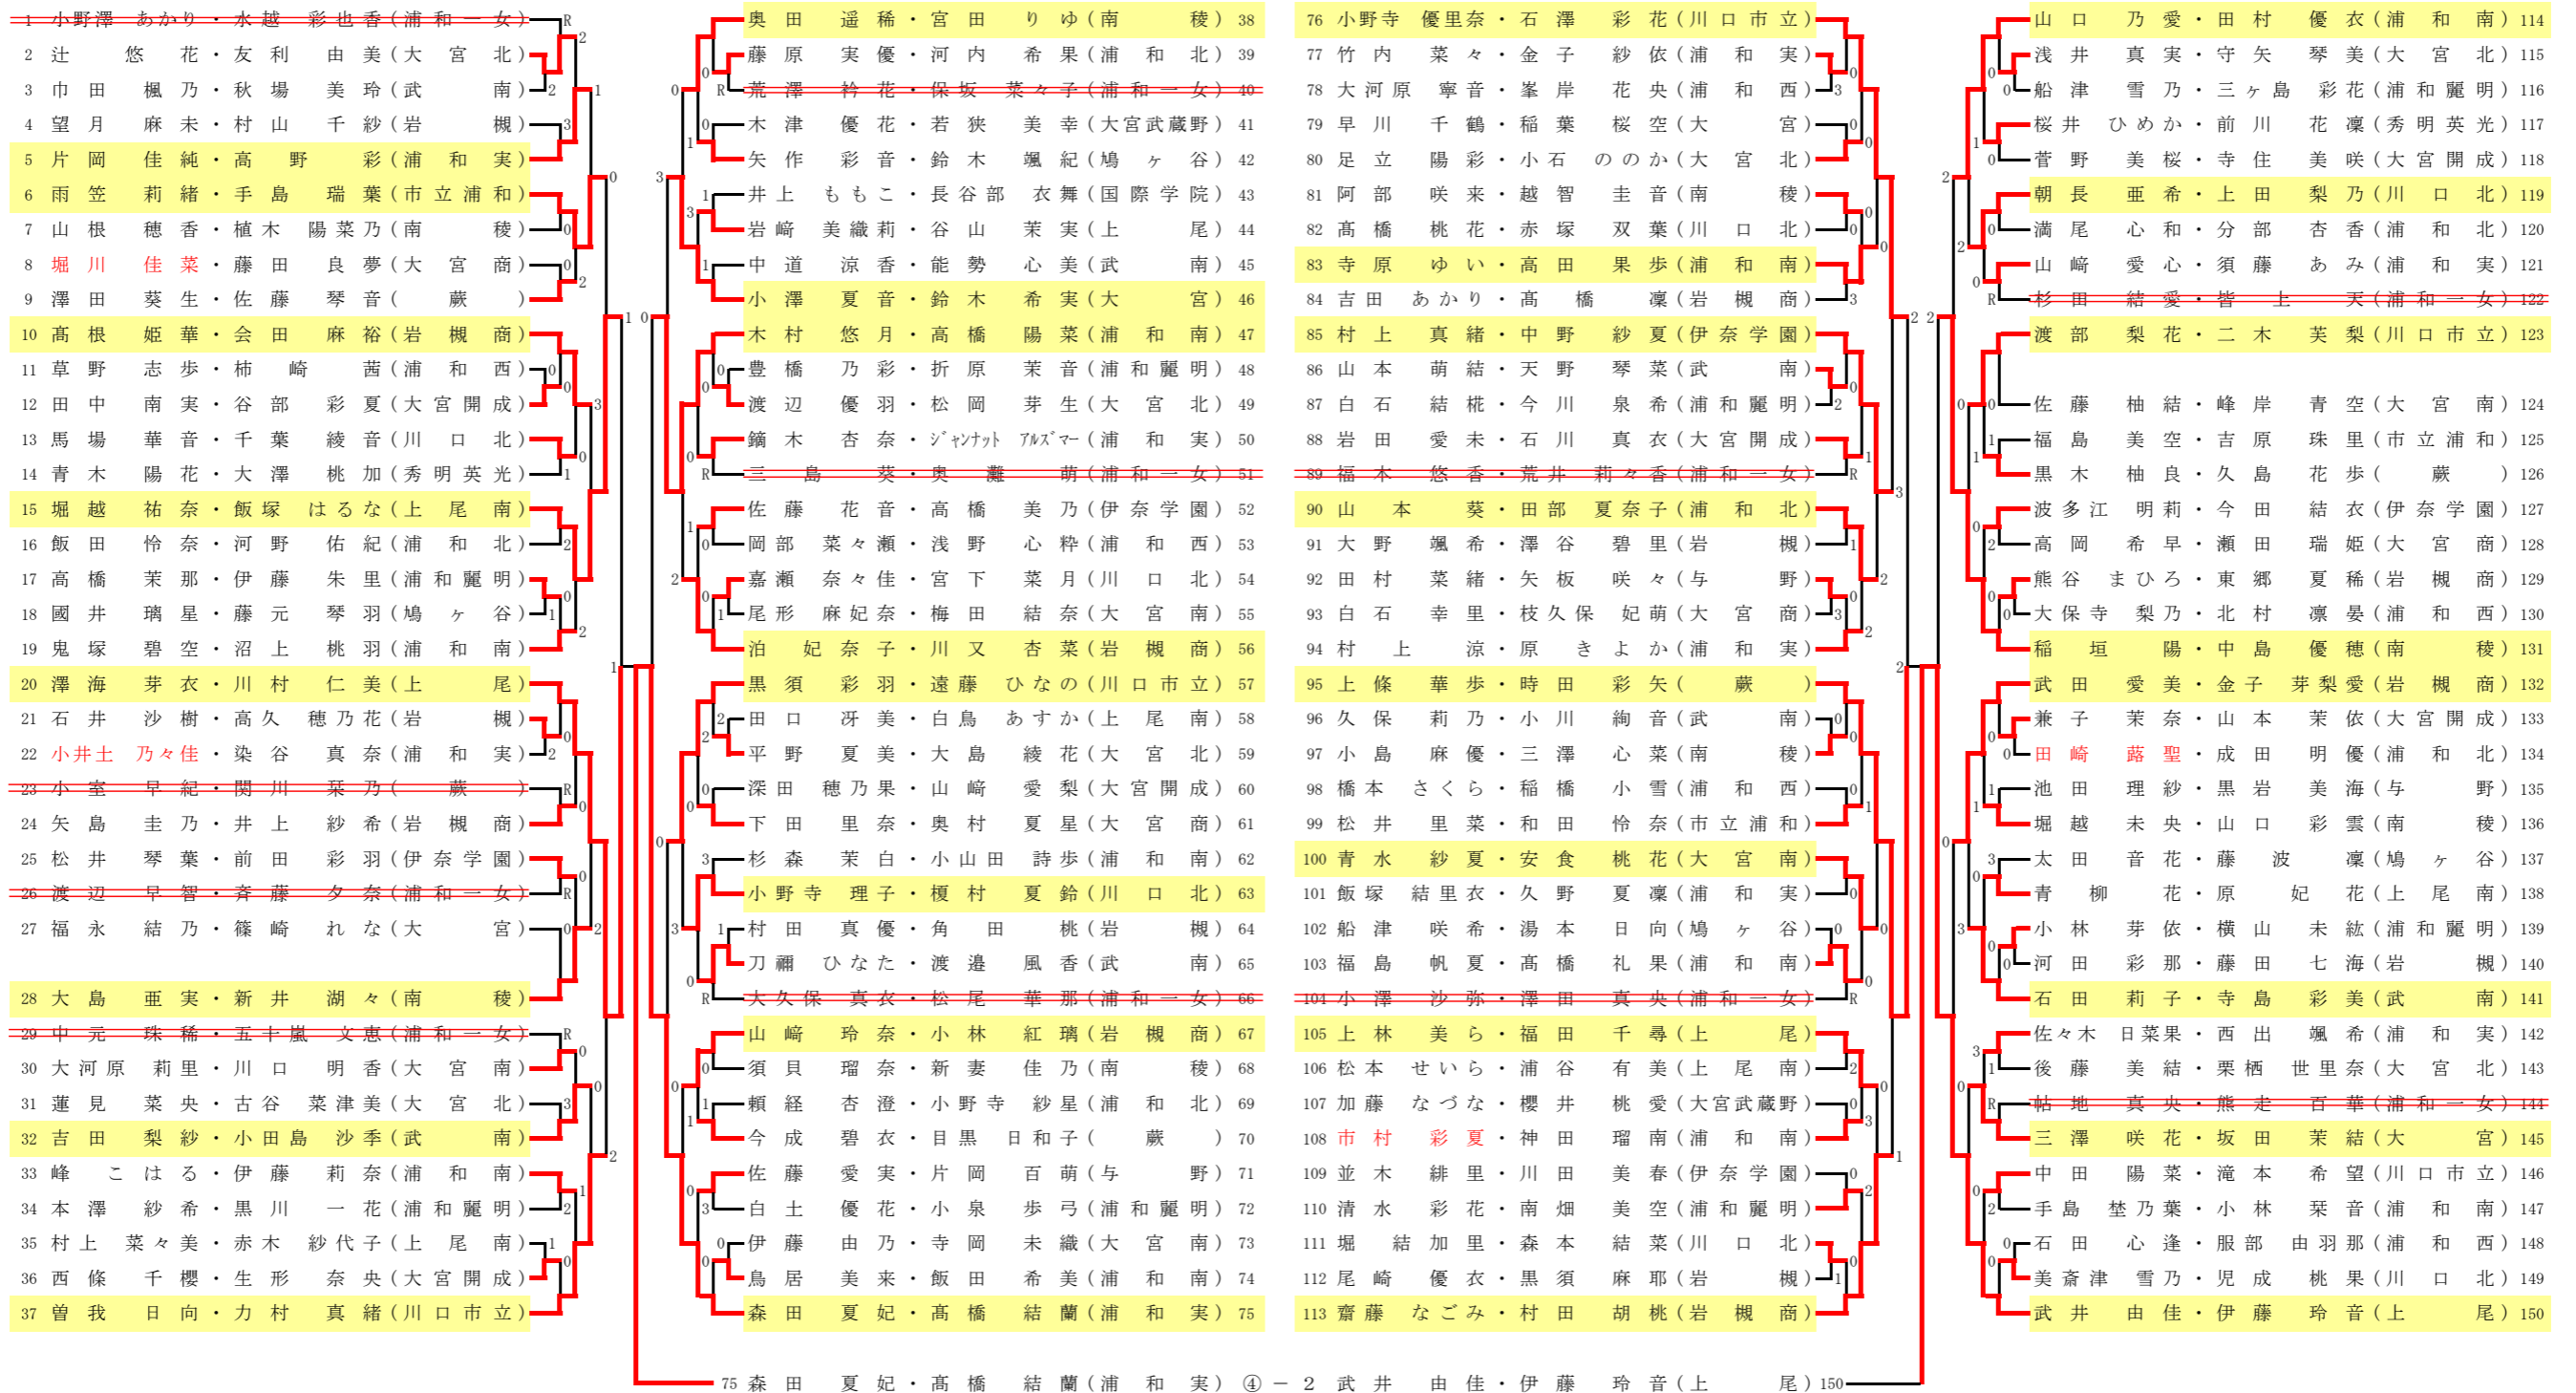 1 小野澤 あかり・水越 彩也香(浦和一女)
2 辻 悠花・友利 由美(大宮北)
3 巾田 楓乃・秋場 美玲(武南)
4 望月 麻未・村山 千紗(岩槻)
5 片岡 佳純・高野 彩(浦和実)
6 雨笠 莉緒・手島 瑞葉(市立浦和)
7 山根 穂香・植木 陽菜乃(南稜)
8 堀川 佳菜・藤田 良夢(大宮商)
9 澤田 葵生・佐藤 琴音(蕨)
10 髙根 姫華・会田 麻裕(岩槻商)
11 草野 志歩・柿崎 茜(浦和西)
12 田中 南実・谷部 彩夏(大宮開成)
13 馬場 華音・千葉 綾音(川口北)
14 青木 陽花・大澤 桃加(秀明英光)
15 堀越 祐奈・飯塚 はるな(上尾南)
16 飯田 怜奈・河野 佑紀(浦和北)
17 高橋 茉那・伊藤 朱里(浦和麗明)
18 國井 璃星・藤元 琴羽(鳩ヶ谷)
19 鬼塚 碧空・沼上 桃羽(浦和南)
20 澤海 芽衣・川村 仁美(上尾)
21 石井 沙樹・高久 穂乃花(岩槻)
22 小井土 乃々佳・染谷 真奈(浦和実)
23 小室 早紀・関川 菜乃(蕨)
24 矢島 圭乃・井上 紗希(岩槻商)
25 松井 琴葉・前田 彩羽(伊奈学園)
26 渡辺 早智・斉藤 夕奈(浦和一女)
27 福永 結乃・篠崎 れな(大宮)
28 大島 亜実・新井 湖々(南稜)
29 中元 珠稀・五十嵐 文恵(浦和一女)
30 大河原 莉里・川口 明香(大宮南)
31 蓮見 菜央・古谷 菜津美(大宮北)
32 吉田 梨紗・小田島 沙季(武南)
33 峰 こはる・伊藤 莉奈(浦和南)
34 本澤 紗希・黒川 一花(浦和麗明)
35 村上 菜々美・赤木 紗代子(上尾南)
36 西條 千櫻・生形 奈央(大宮開成)
37 曽我 日向・力村 真緒(川口市立)
奥田 遥稀・宮田 りゆ(南稜) 38
藤原 実優・河内 希果(浦和北) 39
荒澤 衿花・保坂 菜々子(浦和一女) 40
木津 優花・若狭 美幸(大宮武蔵野) 41
矢作 彩音・鈴木 颯紀(鳩ヶ谷) 42
井上 ももこ・長谷部 衣舞(国際学院) 43
岩﨑 美織莉・谷山 茉実(上尾) 44
中道 涼香・能勢 心美(武南) 45
小澤 夏音・鈴木 希実(大宮) 46
木村 悠月・高橋 陽菜(浦和南) 47
豊橋 乃彩・折原 茉音(浦和麗明) 48
渡辺 優羽・松岡 芽生(大宮北) 49
鏑木 杏奈・ジャンナット アルズマー(浦和実) 50
三島 葵・奥灘 萌(浦和一女) 51
佐藤 花音・高橋 美乃(伊奈学園) 52
岡部 菜々瀬・浅野 心粋(浦和西) 53
嘉瀬 奈々佳・宮下 菜月(川口北) 54
尾形 麻妃奈・梅田 結奈(大宮南) 55
泊 妃奈子・川又 杏菜(岩槻商) 56
黒須 彩羽・遠藤 ひなの(川口市立) 57
田口 冴美・白鳥 あすか(上尾南) 58
平野 夏美・大島 綾花(大宮北) 59
深田 穂乃果・山﨑 愛梨(大宮開成) 60
下田 里奈・奥村 夏星(大宮商) 61
杉森 茉白・小山田 詩歩(浦和南) 62
小野寺 理子・榎村 夏鈴(川口北) 63
村田 真優・角田 桃(岩槻) 64
刀禰 ひなた・渡邉 風香(武南) 65
大久保 真衣・松尾 華那(浦和一女) 66
山﨑 玲奈・小林 紅璃(岩槻商) 67
須貝 瑠奈・新妻 佳乃(南稜) 68
頼経 杏澄・小野寺 紗星(浦和北) 69
今成 碧衣・目黒 日和子(蕨) 70
佐藤 愛実・片岡 百萌(与野) 71
白土 優花・小泉 歩弓(浦和麗明) 72
伊藤 由乃・寺岡 未織(大宮南) 73
鳥居 美来・飯田 希美(浦和南) 74
森田 夏妃・髙橋 結蘭(浦和実) 75
76 小野寺 優里奈・石澤 彩花(川口市立)
77 竹内 菜々・金子 紗依(浦和実)
78 大河原 寧音・峯岸 花央(浦和西)
79 早川 千鶴・稲葉 桜空(大宮)
80 足立 陽彩・小石 ののか(大宮北)
81 阿部 咲来・越智 圭音(南稜)
82 髙橋 桃花・赤塚 双葉(川口北)
83 寺原 ゆい・高田 果歩(浦和南)
84 吉田 あかり・髙橋 凜(岩槻商)
85 村上 真緒・中野 紗夏(伊奈学園)
86 山本 萌結・天野 琴菜(武南)
87 白石 結椛・今川 泉希(浦和麗明)
88 岩田 愛未・石川 真衣(大宮開成)
89 福本 悠香・荒井 莉々香(浦和一女)
90 山本 葵・田部 夏奈子(浦和北)
91 大野 颯希・澤谷 碧里(岩槻)
92 田村 菜緒・矢板 咲々(与野)
93 白石 幸里・枝久保 妃萌(大宮商)
94 村上 涼・原 きよか(浦和実)
95 上條 華歩・時田 彩矢(蕨)
96 久保 莉乃・小川 絢音(武南)
97 小島 麻優・三澤 心菜(南稜)
98 橋本 さくら・稲橋 小雪(浦和西)
99 松井 里菜・和田 怜奈(市立浦和)
100 青水 紗夏・安食 桃花(大宮南)
101 飯塚 結里衣・久野 夏凜(浦和実)
102 船津 咲希・湯本 日向(鳩ヶ谷)
103 福島 帆夏・髙橋 礼果(浦和南)
104 小澤 沙弥・澤田 真央(浦和一女)
105 上林 美ら・福田 千尋(上尾)
106 松本 せいら・浦谷 有美(上尾南)
107 加藤 なづな・櫻井 桃愛(大宮武蔵野)
108 市村 彩夏・神田 瑠南(浦和南)
109 並木 緋里・川田 美春(伊奈学園)
110 清水 彩花・南畑 美空(浦和麗明)
111 堀 結加里・森本 結菜(川口北)
112 尾崎 優衣・黒須 麻耶(岩槻)
113 齋藤 なごみ・村田 胡桃(岩槻商)
山口 乃愛・田村 優衣(浦和南) 114
浅井 真実・守矢 琴美(大宮北) 115
船津 雪乃・三ヶ島 彩花(浦和麗明) 116
桜井 ひめか・前川 花凜(秀明英光) 117
菅野 美桜・寺住 美咲(大宮開成) 118
朝長 亜希・上田 梨乃(川口北) 119
満尾 心和・分部 杏香(浦和北) 120
山﨑 愛心・須藤 あみ(浦和実) 121
杉田 結愛・皆上 天(浦和一女) 122
渡部 梨花・二木 芙梨(川口市立) 123
佐藤 柚結・峰岸 青空(大宮南) 124
福島 美空・吉原 珠里(市立浦和) 125
黒木 柚良・久島 花歩(蕨) 126
波多江 明莉・今田 結衣(伊奈学園) 127
高岡 希早・瀬田 瑞姫(大宮商) 128
熊谷 まひろ・東郷 夏稀(岩槻商) 129
大保寺 梨乃・北村 凛晏(浦和西) 130
稲垣 陽・中島 優穂(南稜) 131
武田 愛美・金子 芽梨愛(岩槻商) 132
兼子 茉奈・山本 茉依(大宮開成) 133
田崎 蕗聖・成田 明優(浦和北) 134
池田 理紗・黒岩 美海(与野) 135
堀越 未央・山口 彩雲(南稜) 136
太田 音花・藤波 凜(鳩ヶ谷) 137
青柳 花・原 妃花(上尾南) 138
小林 芽依・横山 未紘(浦和麗明) 139
河田 彩那・藤田 七海(岩槻) 140
石田 莉子・寺島 彩美(武南) 141
佐々木 日菜果・西出 颯希(浦和実) 142
後藤 美結・栗栖 世里奈(大宮北) 143
帖地 真央・熊走 百華(浦和一女) 144
三澤 咲花・坂田 茉結(大宮) 145
中田 陽菜・滝本 希望(川口市立) 146
手島 埜乃葉・小林 栞音(浦和南) 147
石田 心逢・服部 由羽那(浦和西) 148
美斎津 雪乃・児成 桃果(川口北) 149
武井 由佳・伊藤 玲音(上尾) 150
75 森田 夏妃・髙橋 結蘭(浦和実) ④ － 2 武井 由佳・伊藤 玲音(上尾) 150